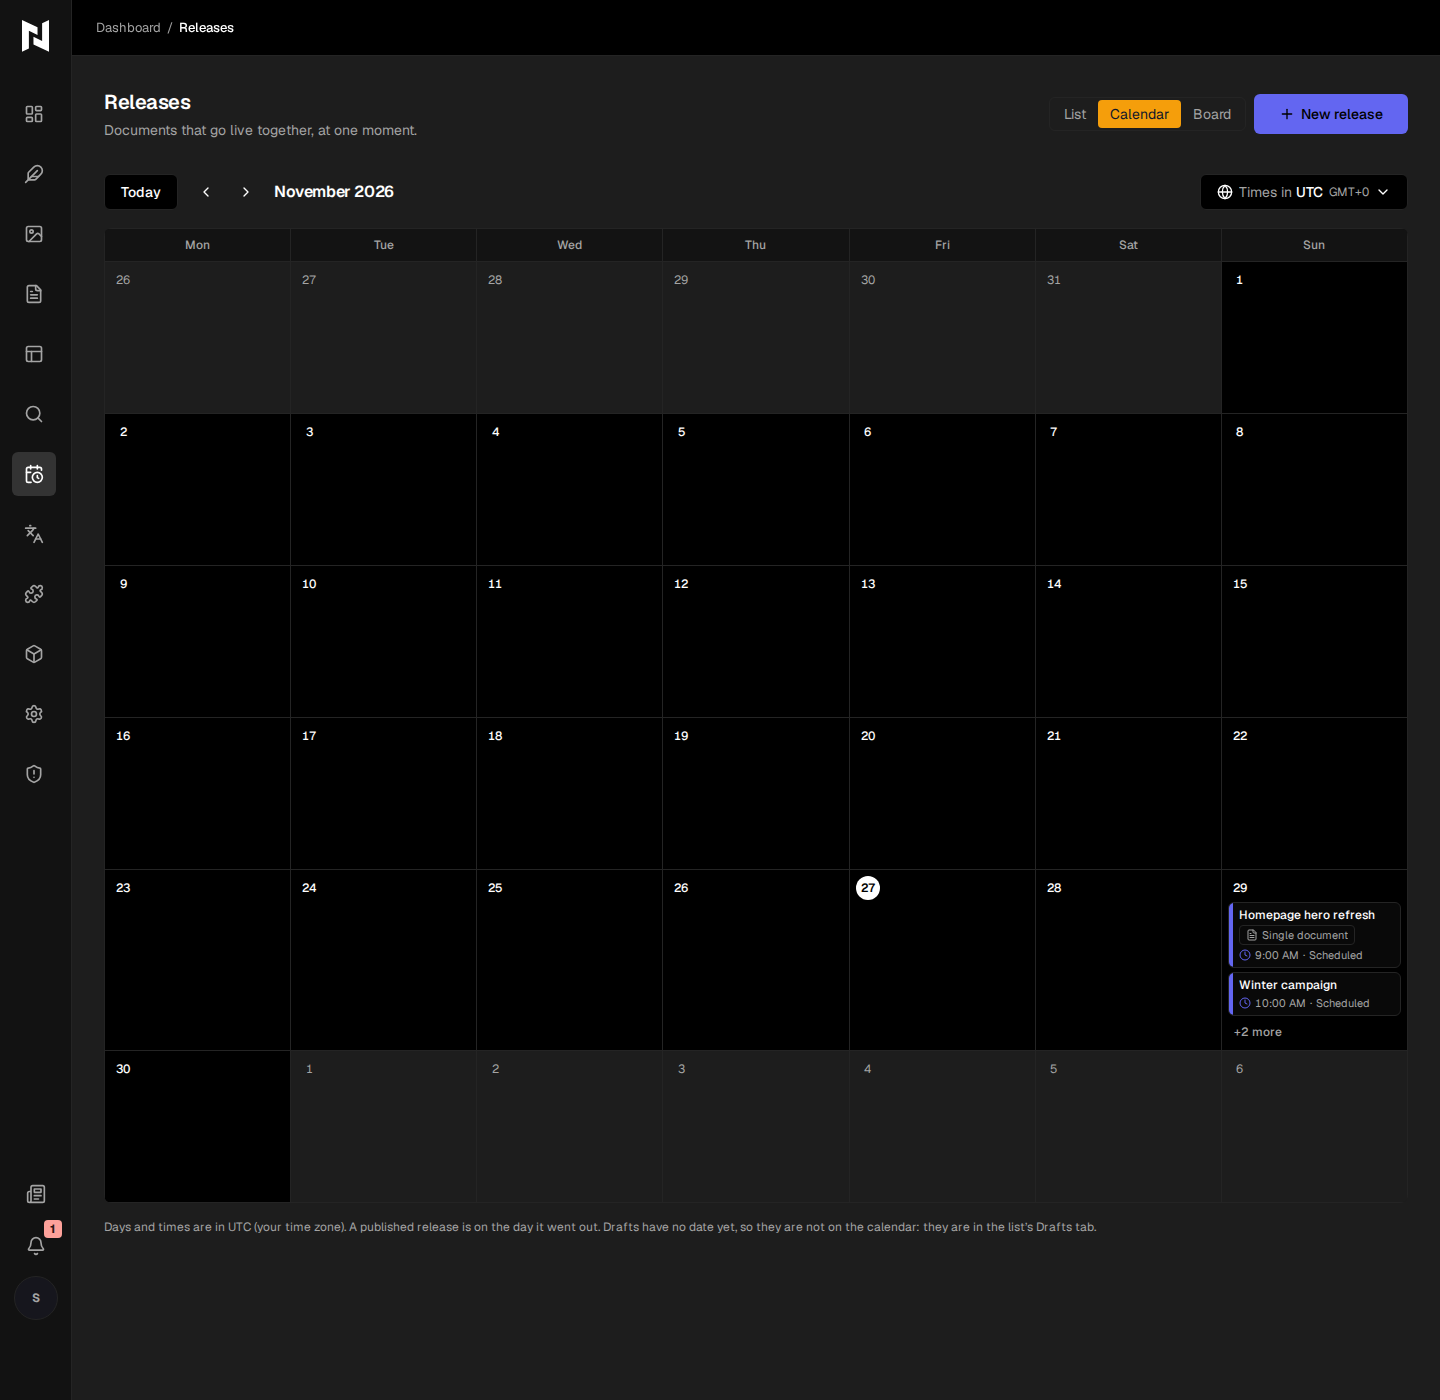 Dashboard / Releases
Releases
Documents that go live together, at one moment.
List Calendar Board + New release
Today November 2026 Times in UTC GMT+0
Mon Tue Wed Thu Fri Sat Sun
26 27 28 29 30 31 1
2 3 4 5 6 7 8
9 10 11 12 13 14 15
16 17 18 19 20 21 22
23 24 25 26 27 28 29
Homepage hero refresh
Single document
9:00 AM · Scheduled
Winter campaign
10:00 AM · Scheduled
+2 more
30 1 2 3 4 5 6
Days and times are in UTC (your time zone). A published release is on the day it went out. Drafts have no date yet, so they are not on the calendar: they are in the list's Drafts tab.
1
S